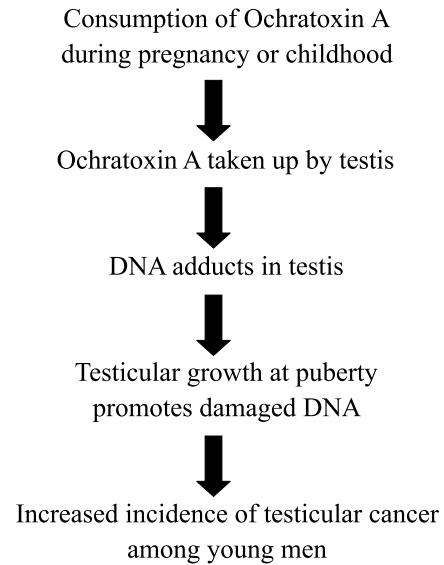 Consumption of Ochratoxin A
during pregnancy or childhood
Ochratoxin A taken up by testis
DNA adducts in testis
Testicular growth at puberty
promotes damaged DNA
Increased incidence of testicular cancer
among young men